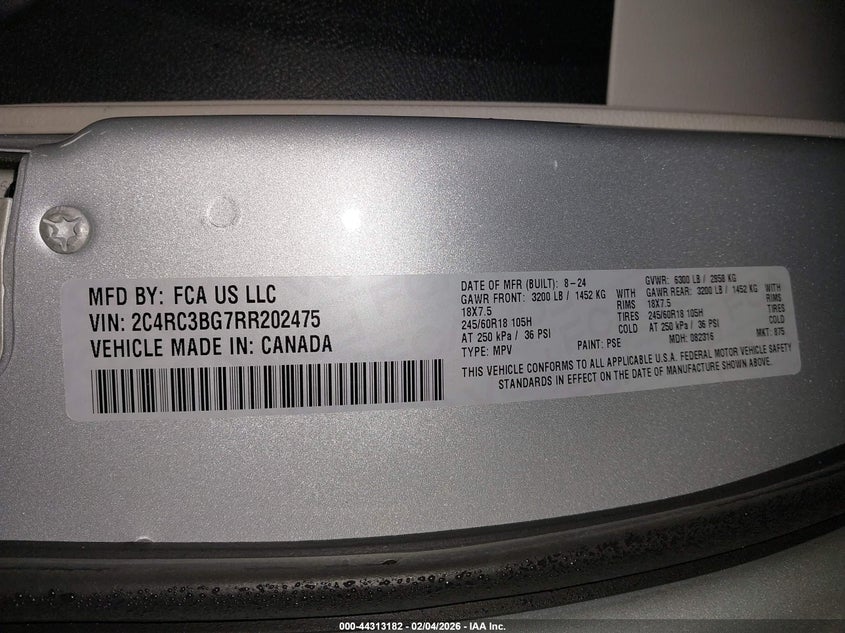 MFD BY: FCA US LLC
VIN: 2C4RC3BG7RR202475
VEHICLE MADE IN: CANADA
DATE OF MFR (BUILT): 8-24
GAWR FRONT: 3200 LB / 1452 KG WITH
18X7.5 RIMS
245/60R18 105H TIRES
AT 250 kPa / 36 PSI COLD
TYPE: MPV PAINT: PSE
GVWR: 6300 LB / 2858 KG
GAWR REAR: 3200 LB / 1452 KG WITH
18X7.5 RIMS
245/60R18 105H TIRES
AT 250 kPa / 36 PSI COLD
MDH: 082316 MKT: 875
THIS VEHICLE CONFORMS TO ALL APPLICABLE U.S.A. FEDERAL MOTOR VEHICLE SAFETY
STANDARDS IN EFFECT ON THE DATE OF MANUFACTURE SHOWN ABOVE.
000-44313182 - 02/04/2026 - IAA Inc.